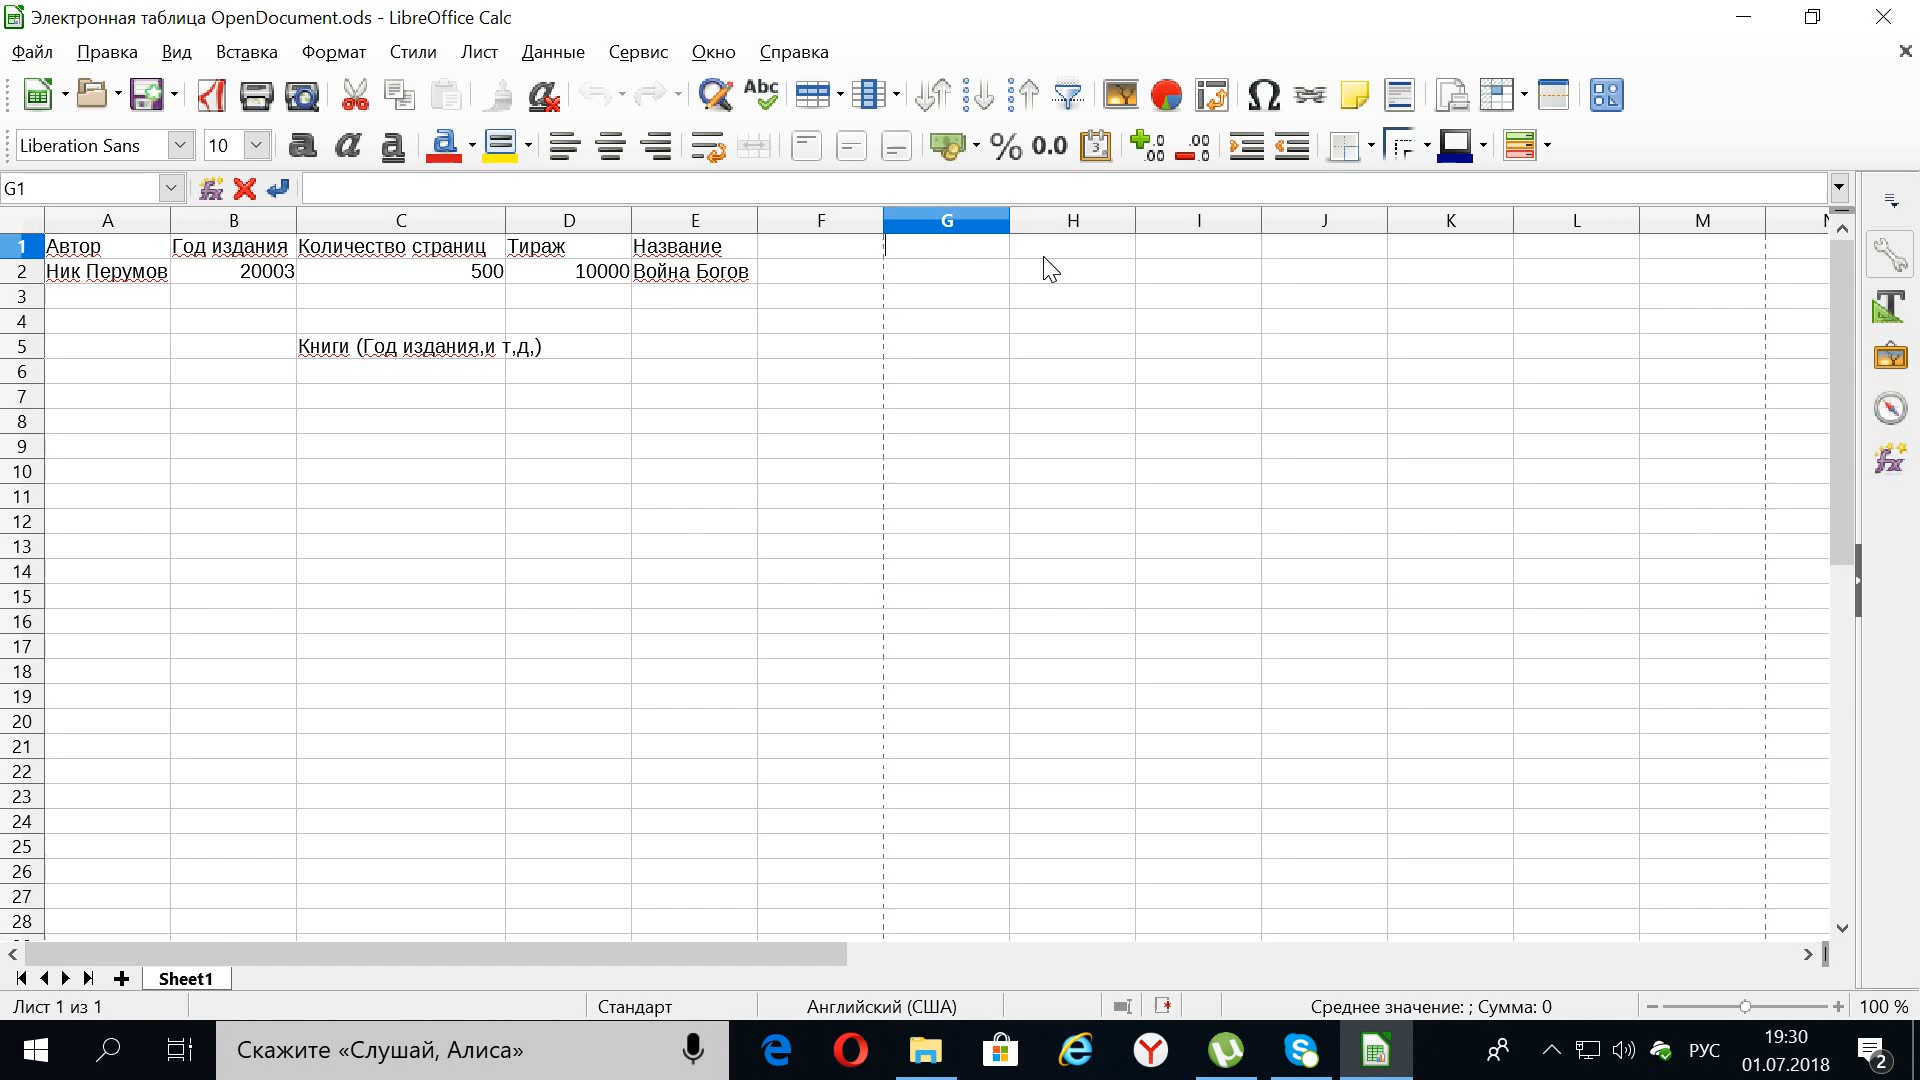 Электронная таблица OpenDocument.ods - LibreOffice Calc
Файл Правка Вид Вставка Формат Стили Лист Данные Сервис Окно Справка
Liberation Sans 10
G1
A B C D E F G H I J K L M
1 Автор Год издания Количество страниц Тираж Название
2 Ник Перумов 20003 500 10000 Война Богов
3
4
5 Книги (Год издания,и т,д,)
6
7
8
9
10
11
12
13
14
15
16
17
18
19
20
21
22
23
24
25
26
27
28
Sheet1
Лист 1 из 1 Стандарт Английский (США) Среднее значение: ; Сумма: 0 100 %
Скажите «Слушай, Алиса» РУС 19:30
01.07.2018 2